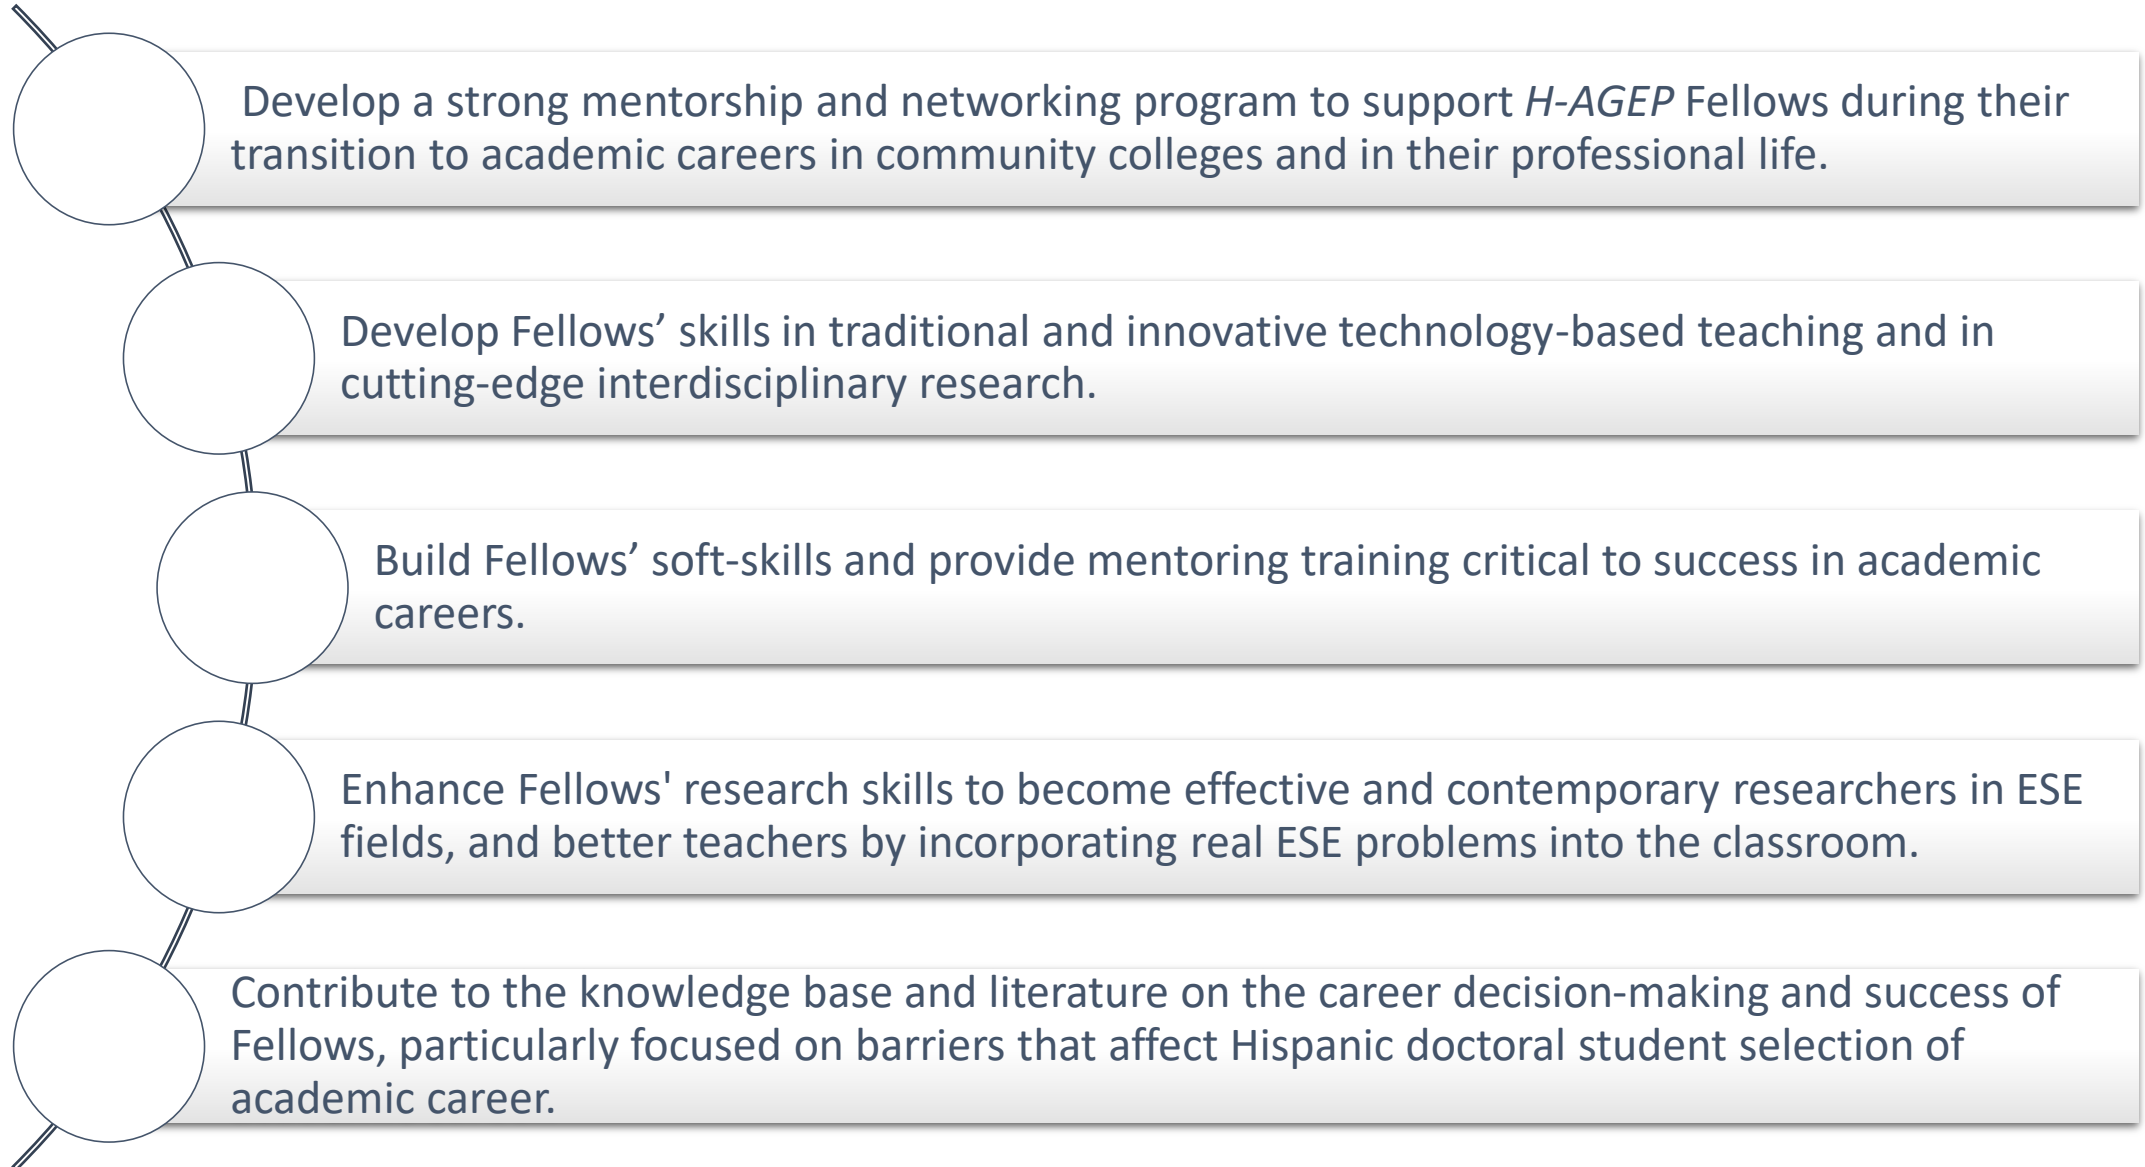 Develop a strong mentorship and networking program to support H-AGEP Fellows during their
transition to academic careers in community colleges and in their professional life.
Develop Fellows’ skills in traditional and innovative technology-based teaching and in
cutting-edge interdisciplinary research.
Build Fellows’ soft-skills and provide mentoring training critical to success in academic
careers.
Enhance Fellows' research skills to become effective and contemporary researchers in ESE
fields, and better teachers by incorporating real ESE problems into the classroom.
Contribute to the knowledge base and literature on the career decision-making and success of
Fellows, particularly focused on barriers that affect Hispanic doctoral student selection of
academic career.